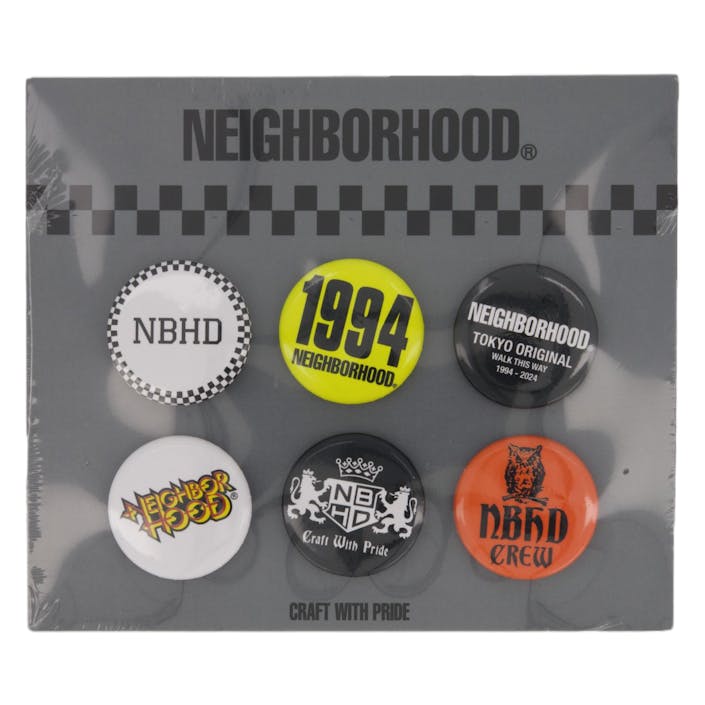 NEIGHBORHOOD®
NBHD
1994
NEIGHBORHOOD®
NEIGHBORHOOD
TOKYO ORIGINAL
WALK THIS WAY
1994 - 2024
NEIGHBOR
HOOD®
NB
HD
Craft With Pride
NBHD
CREW
CRAFT WITH PRIDE